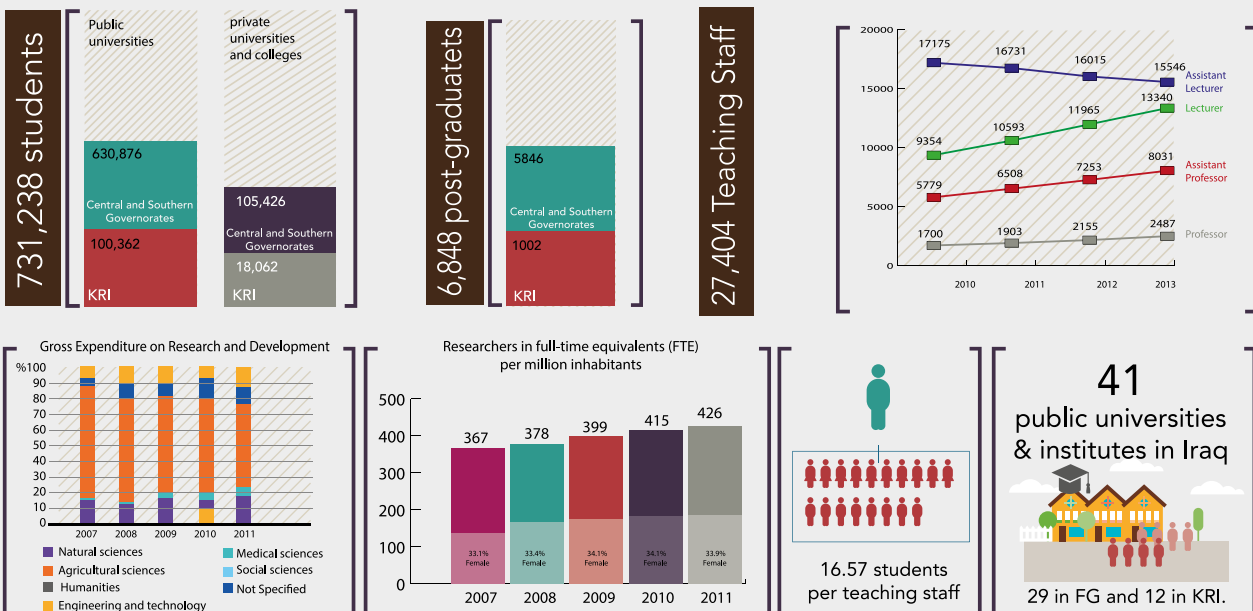 731,238 students
Public
universities
630,876
Central and Southern
Governorates
100,362
KRI
private
universities
and colleges
105,426
Central and Southern
Governorates
18,062
KRI
6,848 post-graduates
5846
Central and Southern
Governorates
1002
KRI
27,404 Teaching Staff
20000
15000
10000
5000
0
17175
16731
16015
15546
Assistant
Lecturer
9354
10593
11965
13340
Lecturer
5779
6508
7253
8031
Assistant
Professor
1700
1903
2155
2487
Professor
2010
2011
2012
2013
Gross Expenditure on Research and Development
%100
90
80
70
60
50
40
30
20
10
0
2007
2008
2009
2010
2011
Natural sciences
Agricultural sciences
Humanities
Engineering and technology
Medical sciences
Social sciences
Not Specified
Researchers in full-time equivalents (FTE)
per million inhabitants
500
400
300
200
100
0
367
378
399
415
426
33.1%
Female
33.4%
Female
34.1%
Female
34.1%
Female
33.9%
Female
2007
2008
2009
2010
2011
16.57 students
per teaching staff
41
public universities
& institutes in Iraq
29 in FG and 12 in KRI.